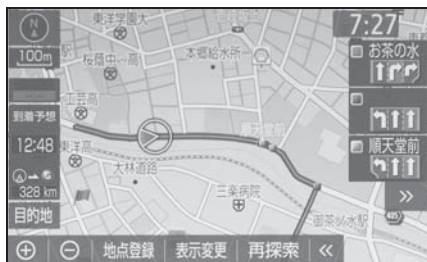 N
東洋学園大
7:27
100m
桜蔭中高
本郷給水所
お茶の水
工芸高
到着予想
12:48
東洋高
順天堂前
順天堂前
328 km
大林道路
三楽病院
目的地
御茶ノ水駅
405
地点登録
表示変更
再探索